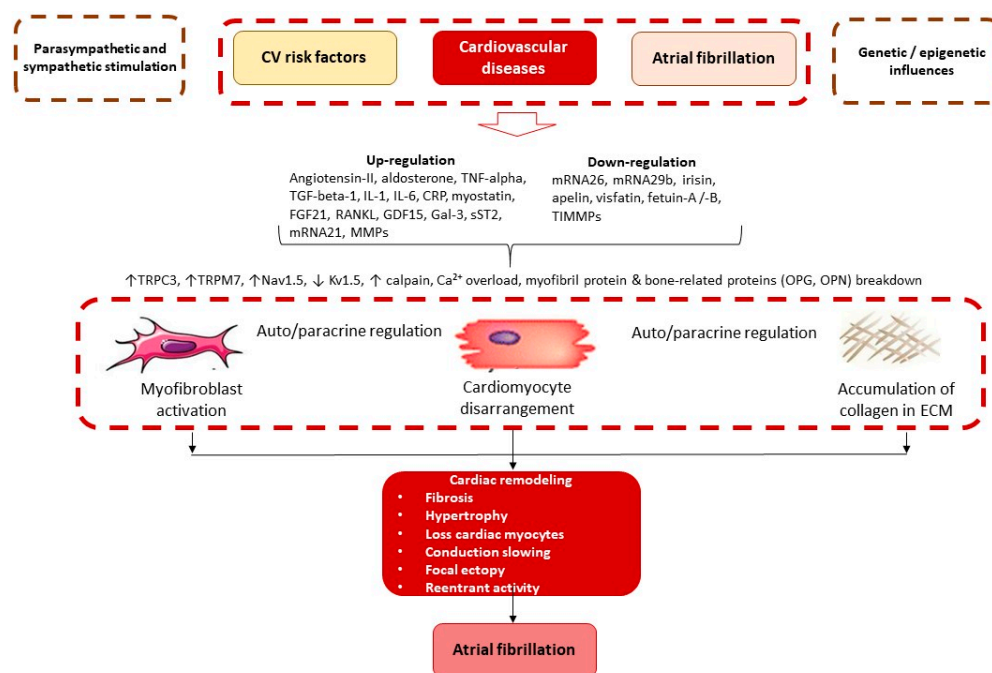 Parasympathetic and
sympathetic stimulation
CV risk factors
Cardiovascular
diseases
Atrial fibrillation
Genetic / epigenetic
influences
Up-regulation
Angiotensin-II, aldosterone, TNF-alpha,
TGF-beta-1, IL-1, IL-6, CRP, myostatin,
FGF21, RANKL, GDF15, Gal-3, sST2,
mRNA21, MMPs
Down-regulation
mRNA26, mRNA29b, irisin,
apelin, visfatin, fetuin-A /-B,
TIMMPs
↑TRPC3, ↑TRPM7, ↑Nav1.5, ↓ Kv1.5, ↑ calpain, Ca²⁺ overload, myofibril protein & bone-related proteins (OPG, OPN) breakdown
Auto/paracrine regulation
Auto/paracrine regulation
Myofibroblast
activation
Cardiomyocyte
disarrangement
Accumulation of
collagen in ECM
Cardiac remodeling
• Fibrosis
• Hypertrophy
• Loss cardiac myocytes
• Conduction slowing
• Focal ectopy
• Reentrant activity
Atrial fibrillation